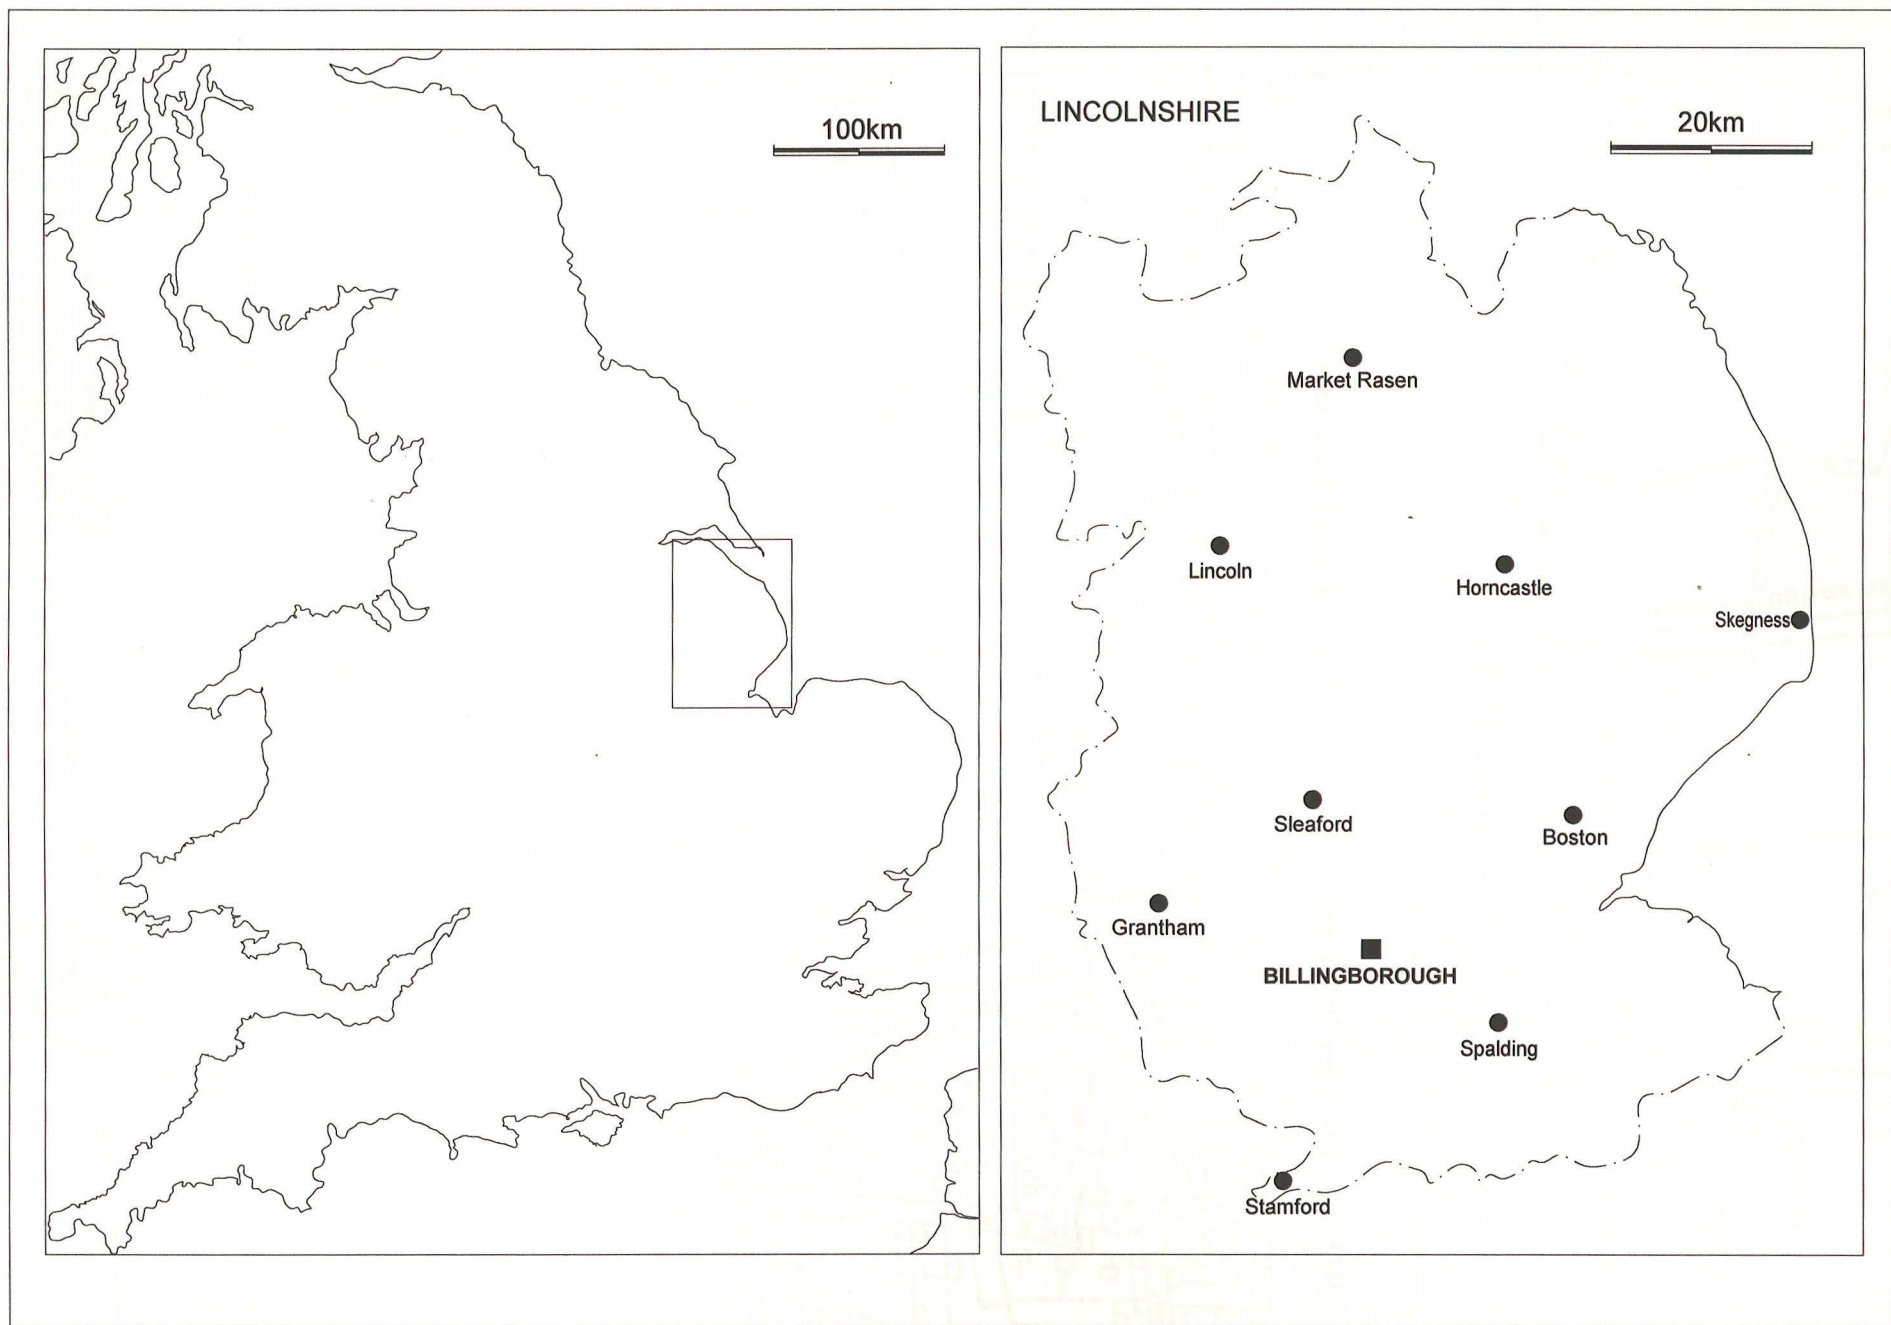 100km
LINCOLNSHIRE
20km
Market Rasen
Lincoln
Horncastle
Skegness
Sleaford
Boston
Grantham
BILLINGBOROUGH
Spalding
Stamford